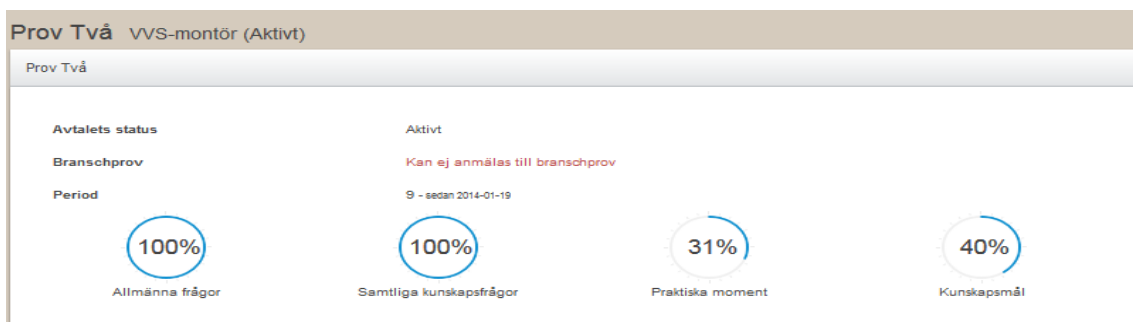 Prov Två VVS-montör (Aktivt)
Prov Två
Avtalets status Aktivt
Branschprov Kan ej anmälas till branschprov
Period 9 - sedan 2014-01-19
100% 100% 31% 40%
Allmänna frågor Samtliga kunskapsfrågor Praktiska moment Kunskapsmål